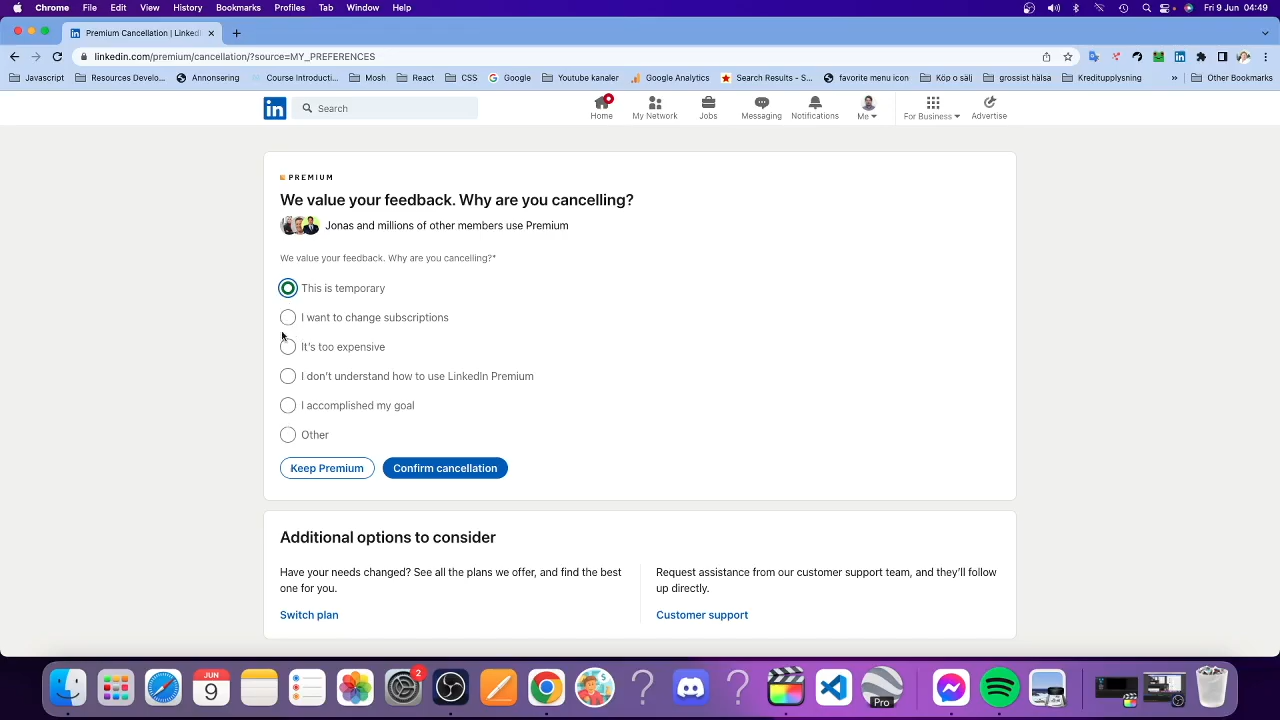 Chrome File Edit View History Bookmarks Profiles Tab Window Help Fri 9 Jun 04:49
Premium Cancellation | Linked
linkedin.com/premium/cancellation/?source=MY_PREFERENCES
Javascript Resources Develo... Annonsering Course Introducti... Mosh React CSS Google Youtube kanaler Google Analytics Search Results - S... favorite menu icon Köp o sälj grossist hälsa Kreditupplysning » Other Bookmarks
in Search Home My Network Jobs Messaging Notifications Me For Business Advertise
PREMIUM
We value your feedback. Why are you cancelling?
Jonas and millions of other members use Premium
We value your feedback. Why are you cancelling?*
This is temporary
I want to change subscriptions
It's too expensive
I don't understand how to use LinkedIn Premium
I accomplished my goal
Other
Keep Premium Confirm cancellation
Additional options to consider
Have your needs changed? See all the plans we offer, and find the best
one for you.
Switch plan
Request assistance from our customer support team, and they'll follow
up directly.
Customer support
JUN
9
2
Pro